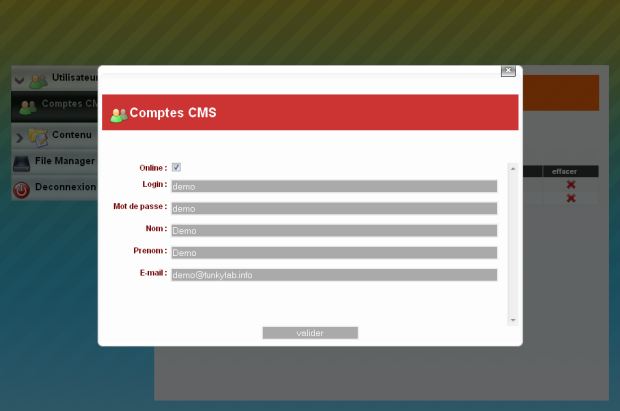 Utilisateu
Comptes CM
Contenu
File Manager
Deconnexion
effacer
Comptes CMS
Online :
Login : demo
Mot de passe : demo
Nom : Demo
Prenom : Demo
E-mail : demo@funkylab.info
valider